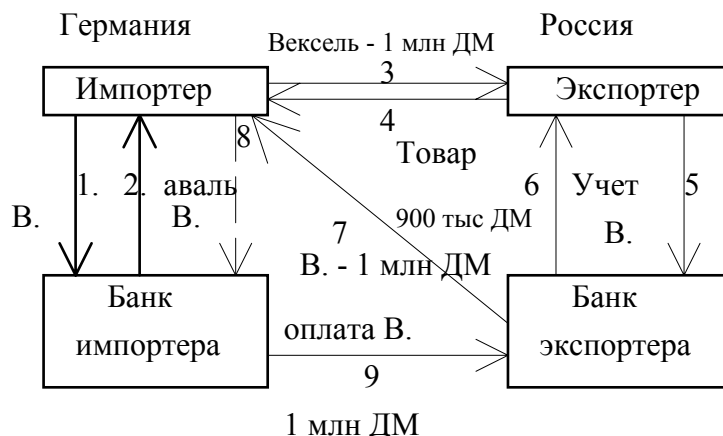 Германия
Россия
Вексель - 1 млн ДМ
Импортер
3
Экспортер
4
8
Товар
1.
2. аваль
6
Учет
5
В.
В.
900 тыс ДМ
В.
7
В. - 1 млн ДМ
Банк
импортера
Банк
экспортера
оплата В.
9
1 млн ДМ